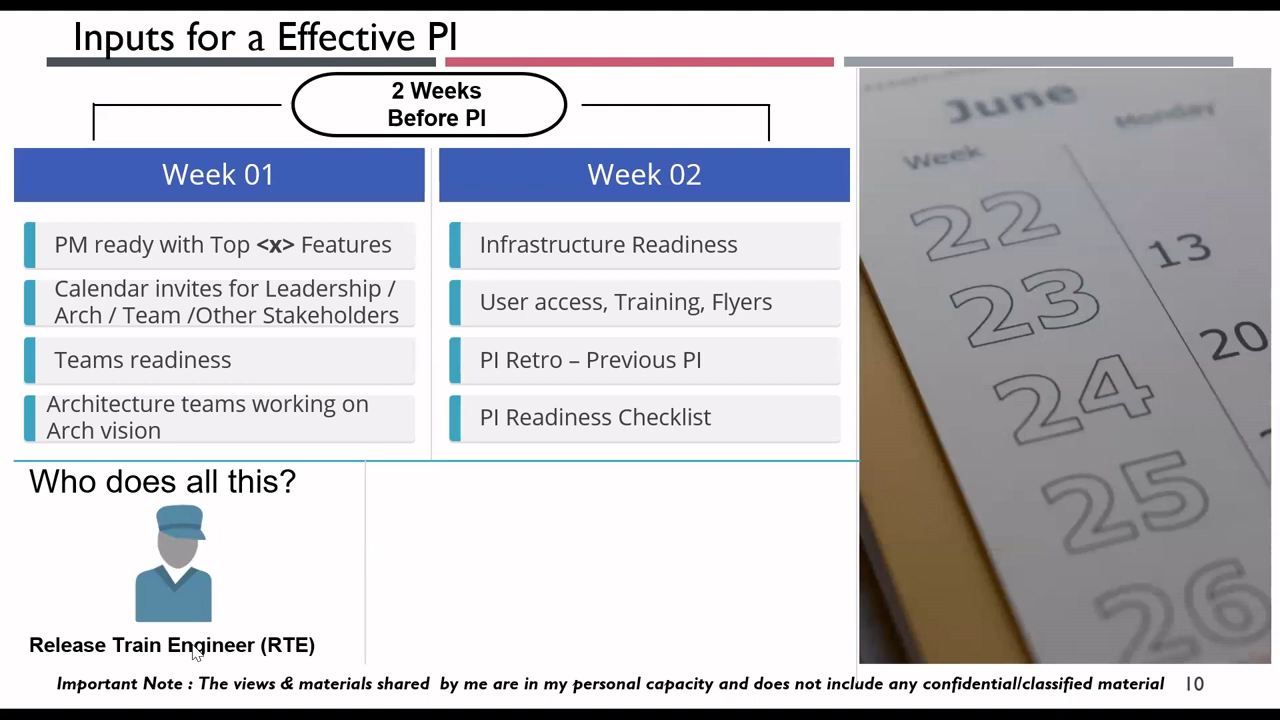 Inputs for a Effective PI
2 Weeks
Before PI
Week 01
PM ready with Top <x> Features
Calendar invites for Leadership /
Arch / Team /Other Stakeholders
Teams readiness
Architecture teams working on
Arch vision
Week 02
Infrastructure Readiness
User access, Training, Flyers
PI Retro – Previous PI
PI Readiness Checklist
Who does all this?
Release Train Engineer (RTE)
June
Week
Monday
22
13
23
20
24
25
26
Important Note : The views & materials shared by me are in my personal capacity and does not include any confidential/classified material
10